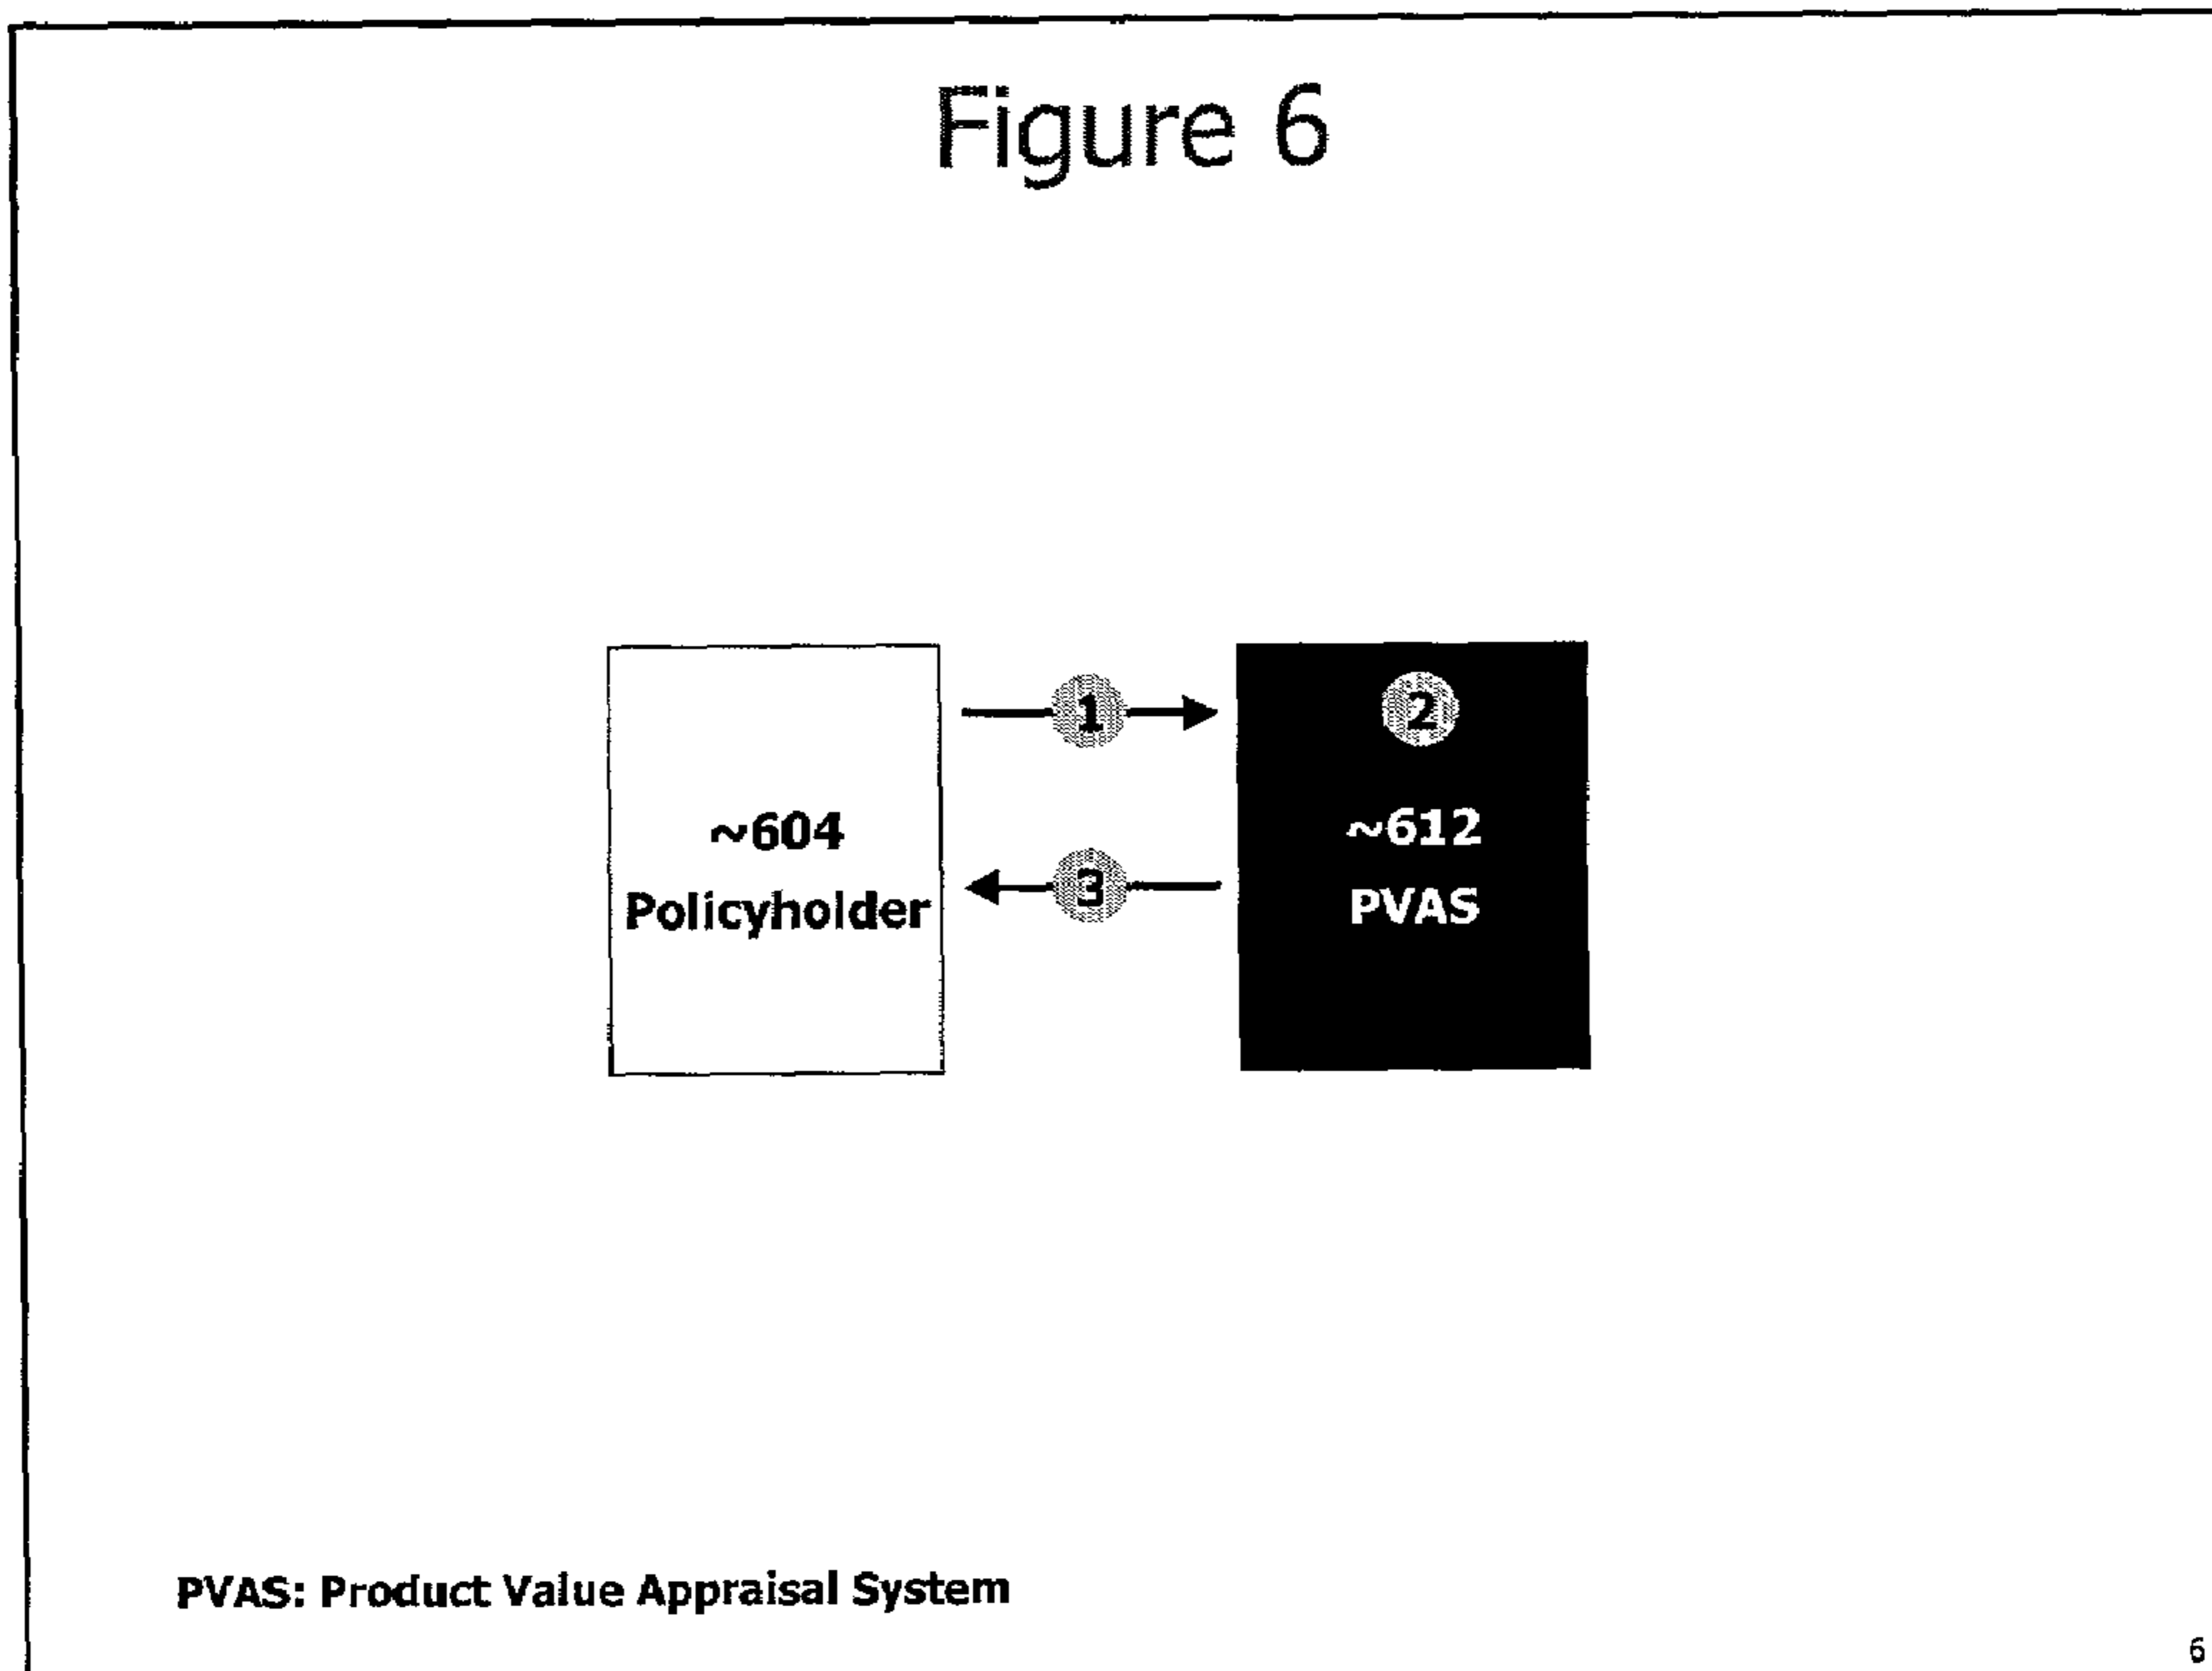 Figure 6
1
2
~604
Policyholder
~612
PVAS
3
PVAS: Product Value Appraisal System
6